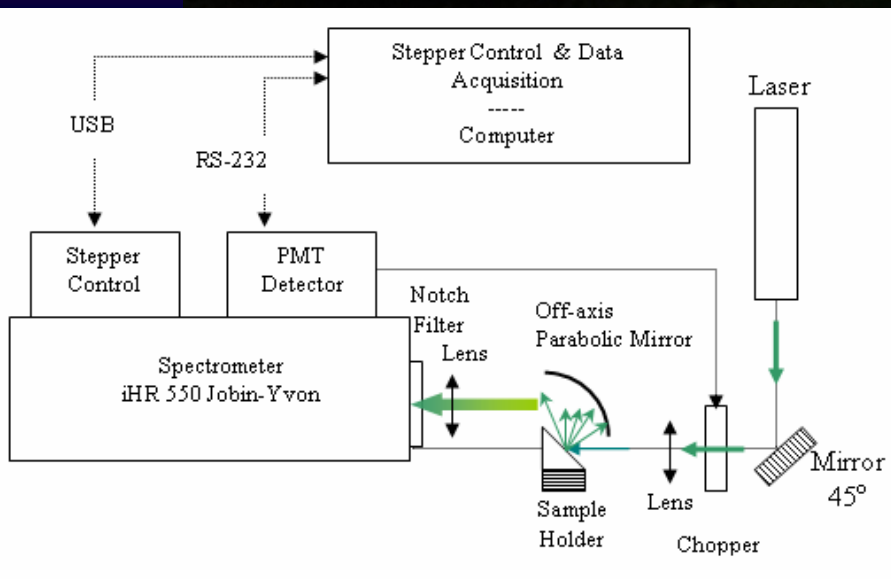 Stepper Control & Data
Acquisition
-----
Computer
Laser
USB
RS-232
Stepper
Control
PMT
Detector
Notch
Filter
Lens
Off-axis
Parabolic Mirror
Spectrometer
iHR 550 Jobin-Yvon
Mirror
45°
Sample
Holder
Lens
Chopper